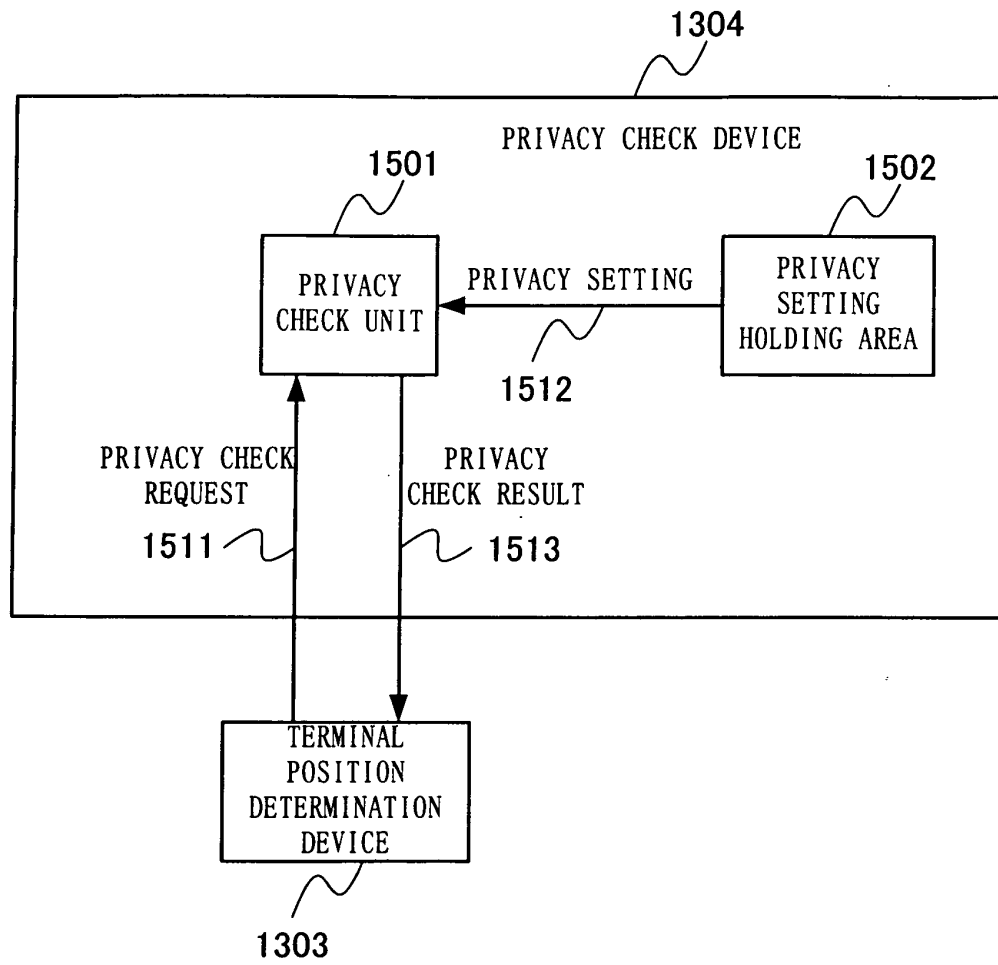 1304
PRIVACY CHECK DEVICE
1501
1502
PRIVACY
CHECK UNIT
PRIVACY SETTING
1512
PRIVACY
SETTING
HOLDING AREA
PRIVACY CHECK
REQUEST
1511
PRIVACY
CHECK RESULT
1513
TERMINAL
POSITION
DETERMINATION
DEVICE
1303